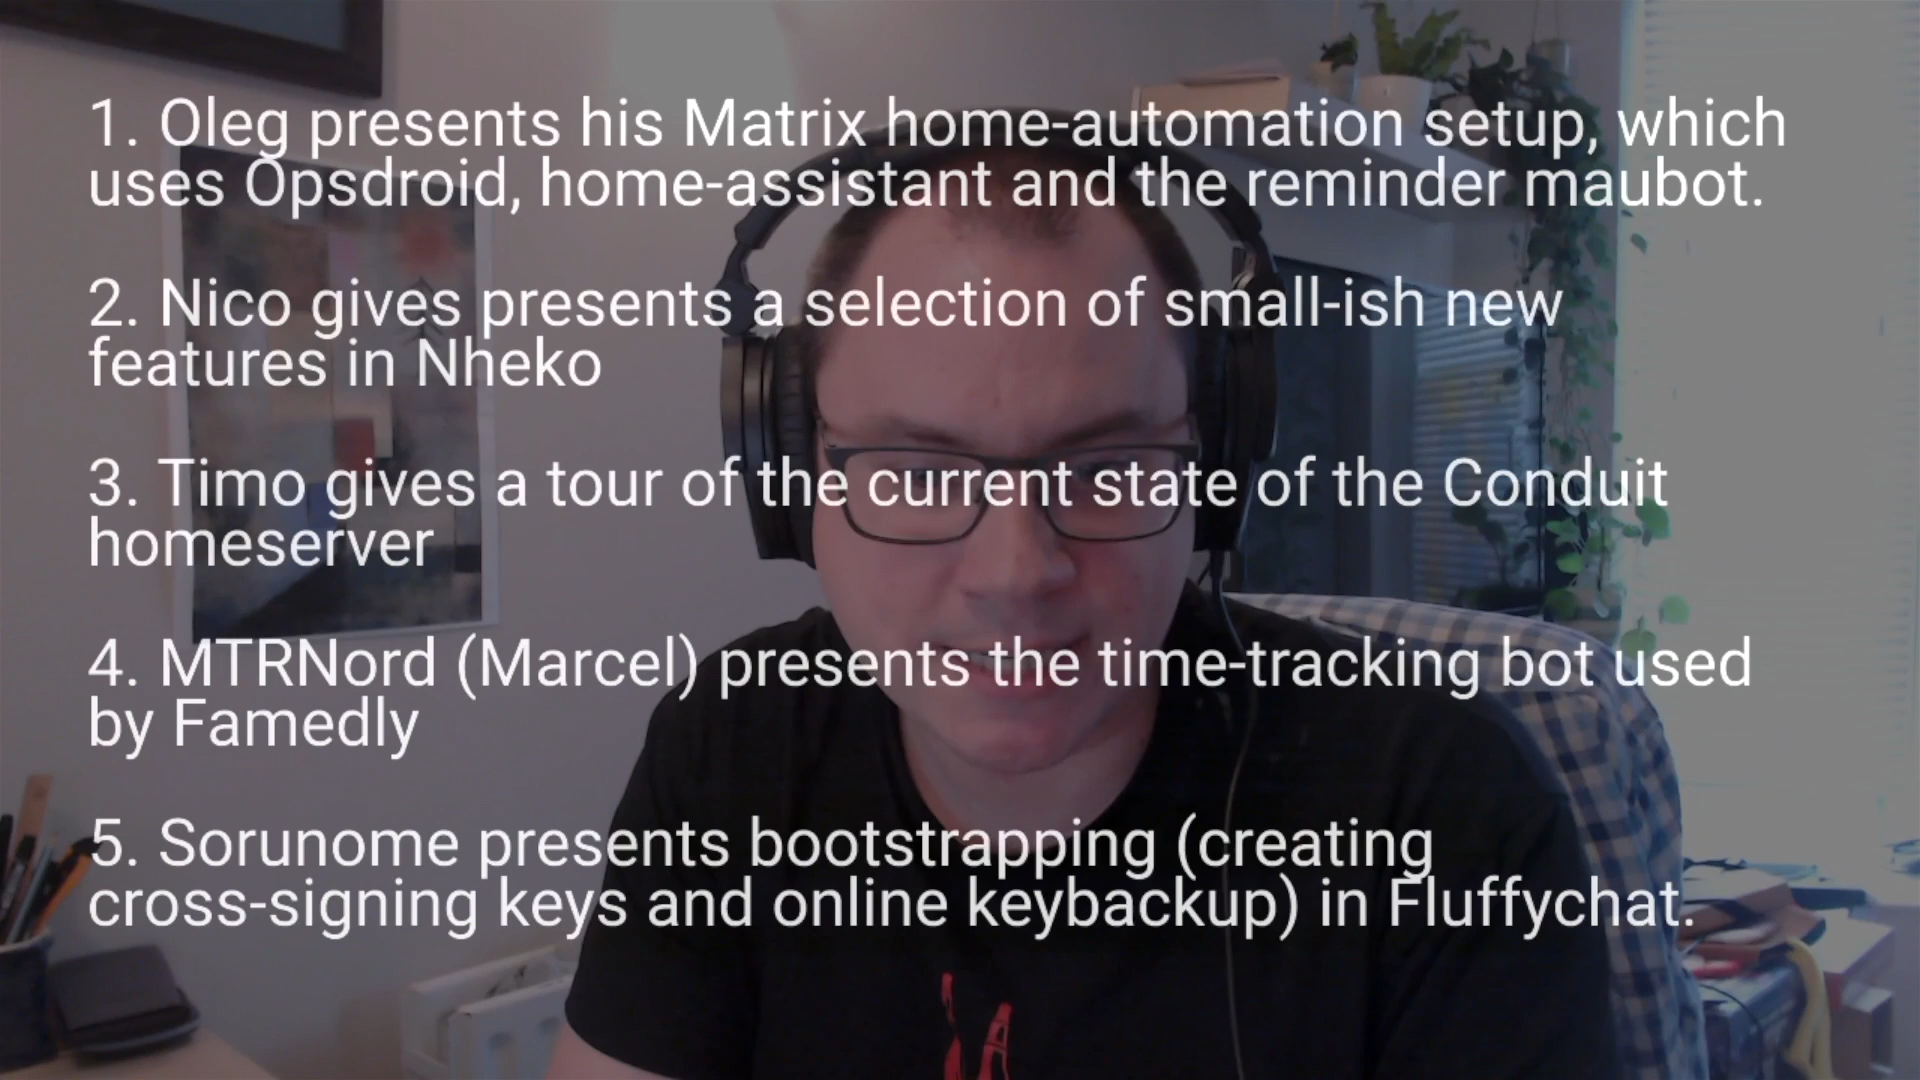 1. Oleg presents his Matrix home-automation setup, which
uses Opsdroid, home-assistant and the reminder maubot.
2. Nico gives presents a selection of small-ish new
features in Nheko
3. Timo gives a tour of the current state of the Conduit
homeserver
4. MTRNord (Marcel) presents the time-tracking bot used
by Famedly
5. Sorunome presents bootstrapping (creating
cross-signing keys and online keybackup) in Fluffychat.